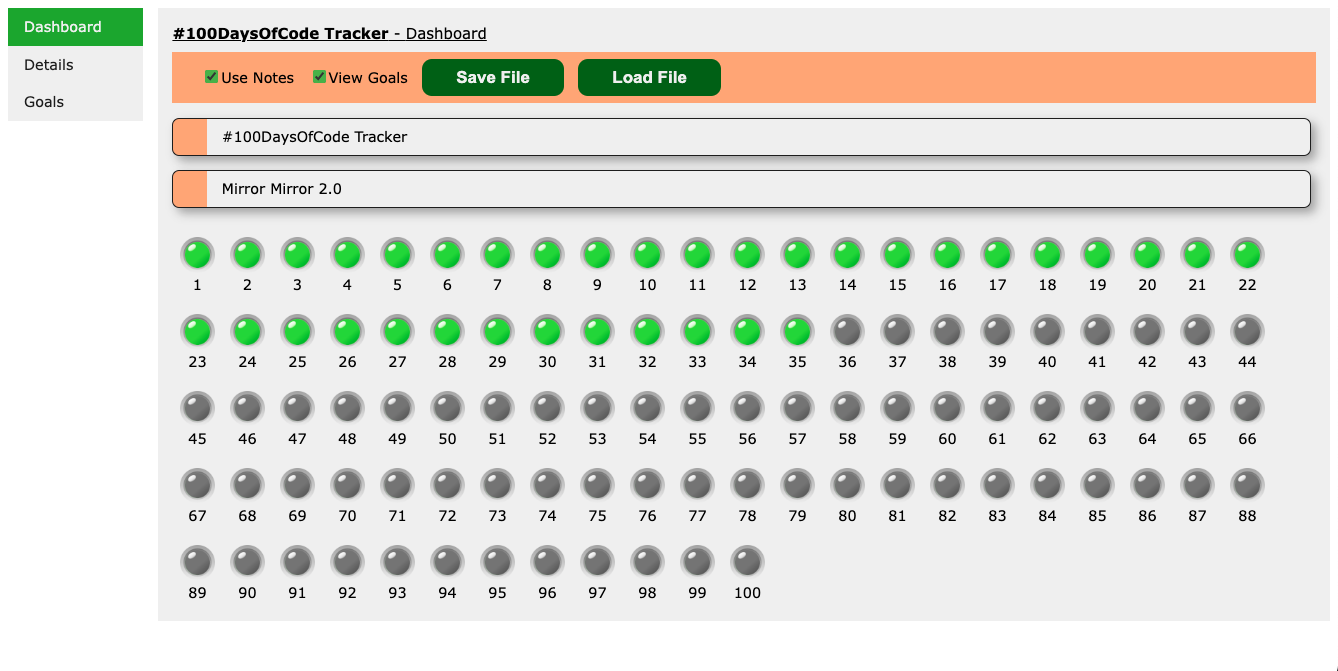 Dashboard
Details
Goals
#100DaysOfCode Tracker - Dashboard
Use Notes View Goals Save File Load File
#100DaysOfCode Tracker
Mirror Mirror 2.0
1 2 3 4 5 6 7 8 9 10 11 12 13 14 15 16 17 18 19 20 21 22
23 24 25 26 27 28 29 30 31 32 33 34 35 36 37 38 39 40 41 42 43 44
45 46 47 48 49 50 51 52 53 54 55 56 57 58 59 60 61 62 63 64 65 66
67 68 69 70 71 72 73 74 75 76 77 78 79 80 81 82 83 84 85 86 87 88
89 90 91 92 93 94 95 96 97 98 99 100